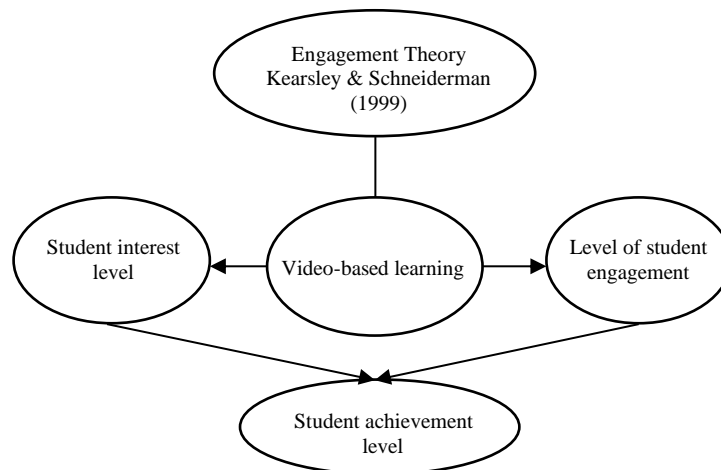 Engagement Theory
Kearsley & Schneiderman
(1999)
Student interest
level
Video-based learning
Level of student
engagement
Student achievement
level